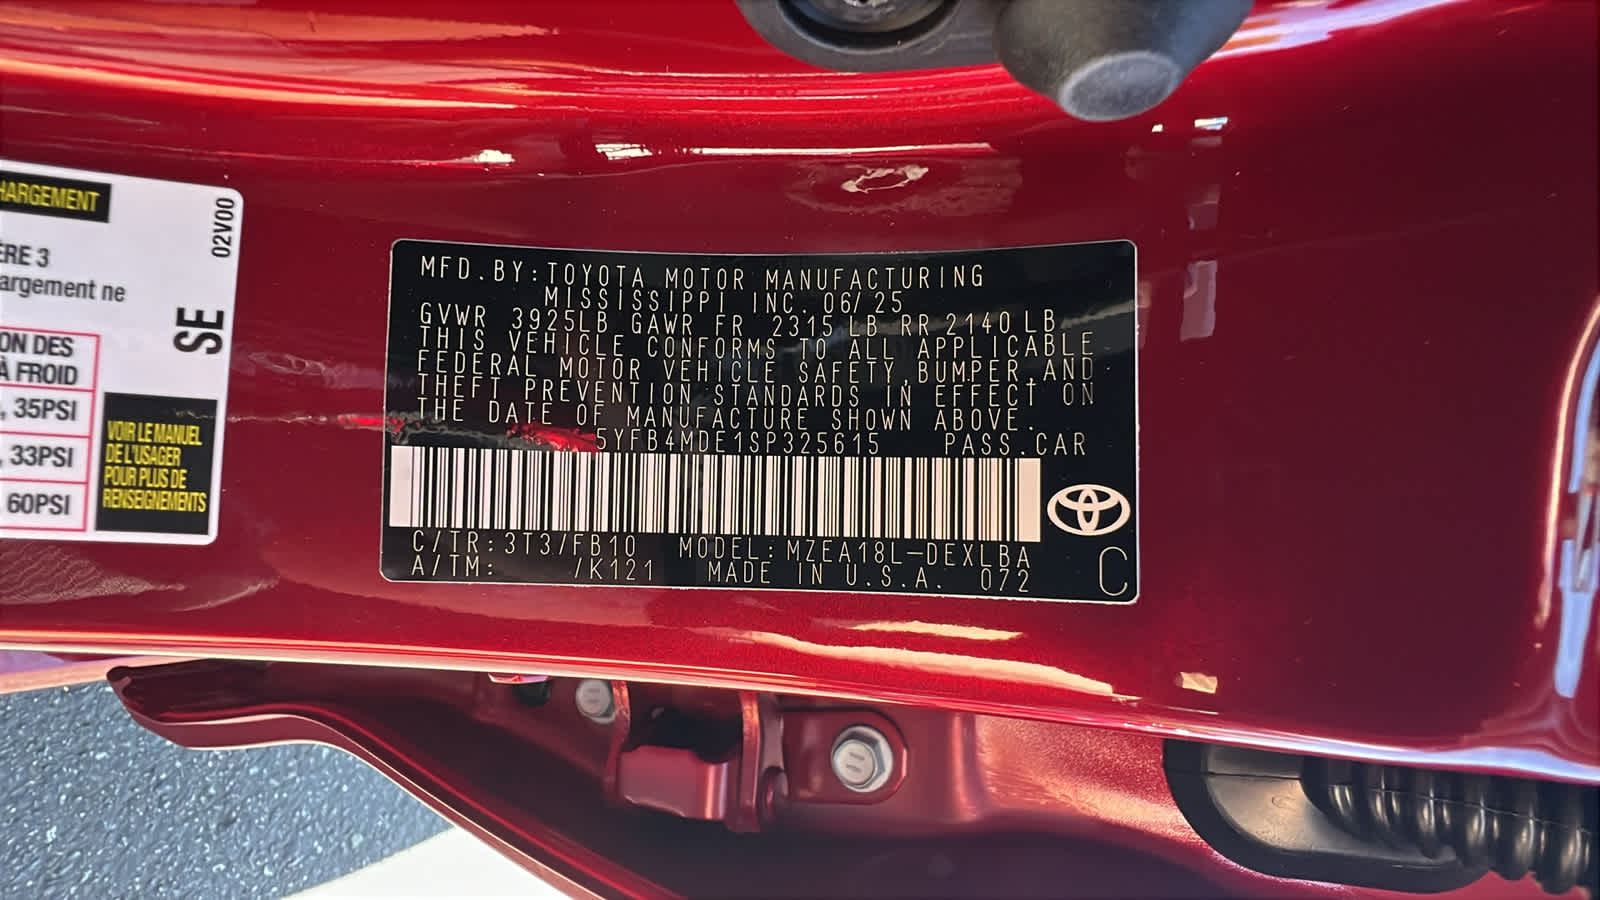 HARGEMENT
02V00
ÈRE 3
argement ne
SE
ON DES
À FROID
, 35PSI
, 33PSI
, 60PSI
VOIR LE MANUEL
DE L'USAGER
POUR PLUS DE
RENSEIGNEMENTS
MFD.BY:TOYOTA MOTOR MANUFACTURING
MISSISSIPPI INC. 06/25
GVWR 3925LB GAWR FR 2315LB RR 2140LB
THIS VEHICLE CONFORMS TO ALL APPLICABLE
FEDERAL MOTOR VEHICLE SAFETY,BUMPER,AND
THEFT PREVENTION STANDARDS IN EFFECT ON
THE DATE OF MANUFACTURE SHOWN ABOVE.
5YFB4MDE1SP325615 PASS.CAR
C/TR:3T3/FB10 MODEL:MZEA18L-DEXLBA
A/TM: /K121 MADE IN U.S.A. 072
C